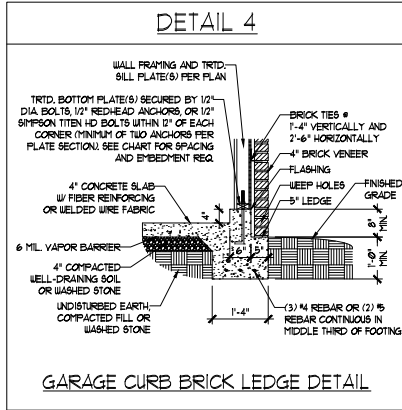 DETAIL 4
WALL FRAMING AND TRTD.
SILL PLATE(S) PER PLAN
TRTD. BOTTOM PLATE(S) SECURED BY 1/2"
DIA. BOLTS, 1/2" REDHEAD ANCHORS, OR 1/2"
SIMPSON TITEN HD BOLTS WITHIN 12" OF EACH
CORNER (MINIMUM OF TWO ANCHORS PER
PLATE SECTION). SEE CHART FOR SPACING
AND EMBEDMENT REQ.
BRICK TIES @
1'-4" VERTICALLY AND
2'-6" HORIZONTALLY
4" BRICK VENEER
FLASHING
WEEP HOLES
5" LEDGE
FINISHED
GRADE
4" CONCRETE SLAB
W/ FIBER REINFORCING
OR WELDED WIRE FABRIC
4"
8"
MIN.
6 MIL. VAPOR BARRIER
6"
5"
1'-0"
MIN.
4" COMPACTED
WELL-DRAINING SOIL
OR WASHED STONE
UNDISTURBED EARTH,
COMPACTED FILL OR
WASHED STONE
1'-4"
(3) #4 REBAR OR (2) #5
REBAR CONTINUOUS IN
MIDDLE THIRD OF FOOTING
GARAGE CURB BRICK LEDGE DETAIL